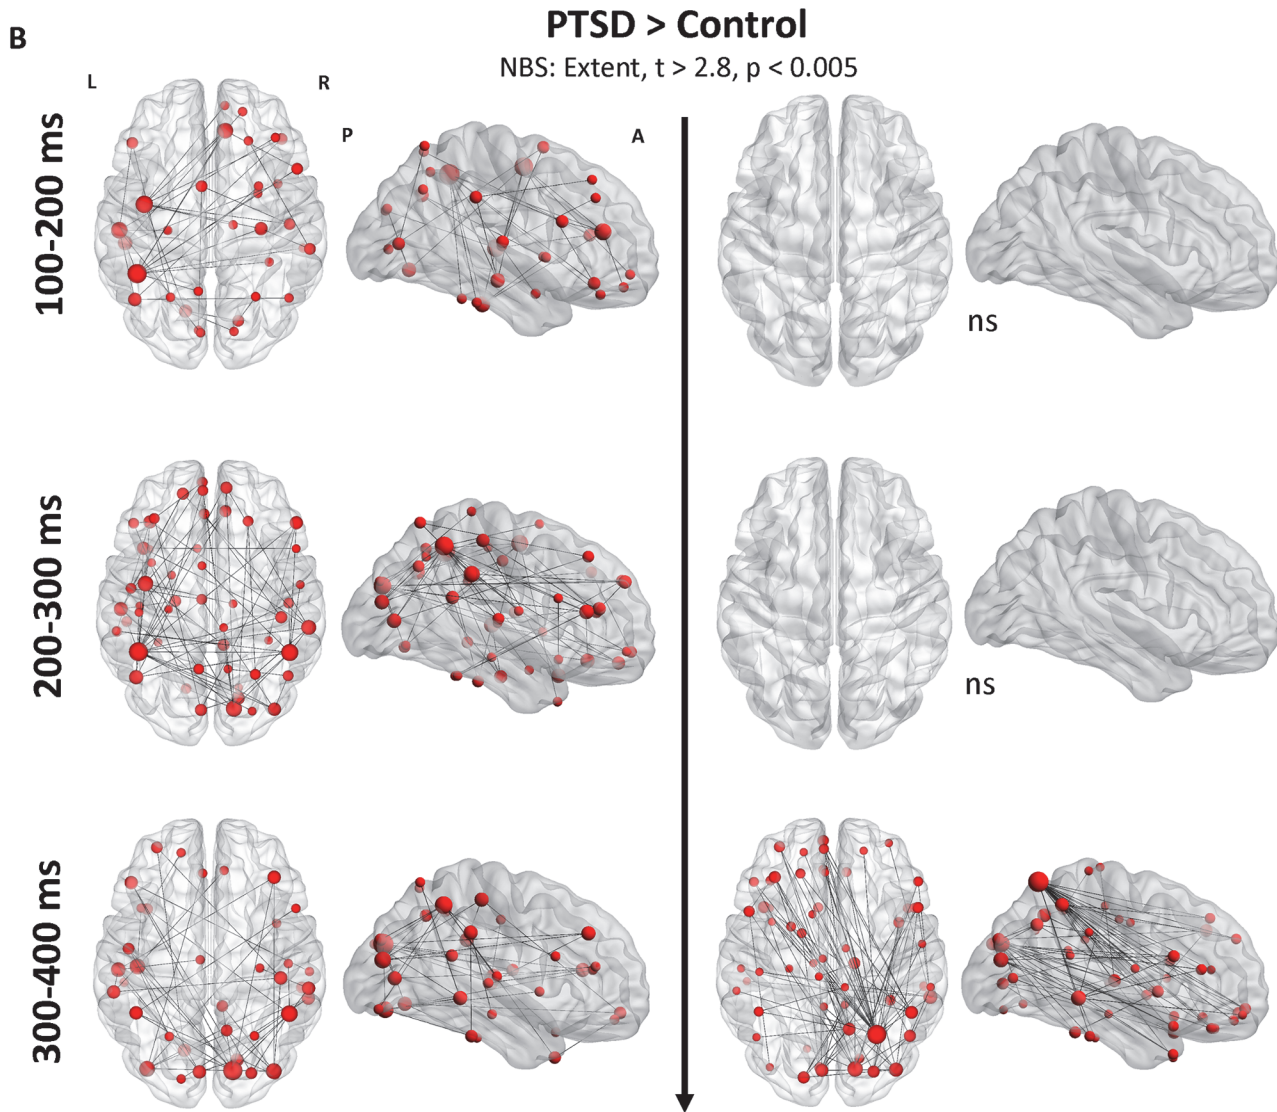 B
PTSD > Control
NBS: Extent, t > 2.8, p < 0.005
L
R
P
A
100-200 ms
ns
200-300 ms
ns
300-400 ms